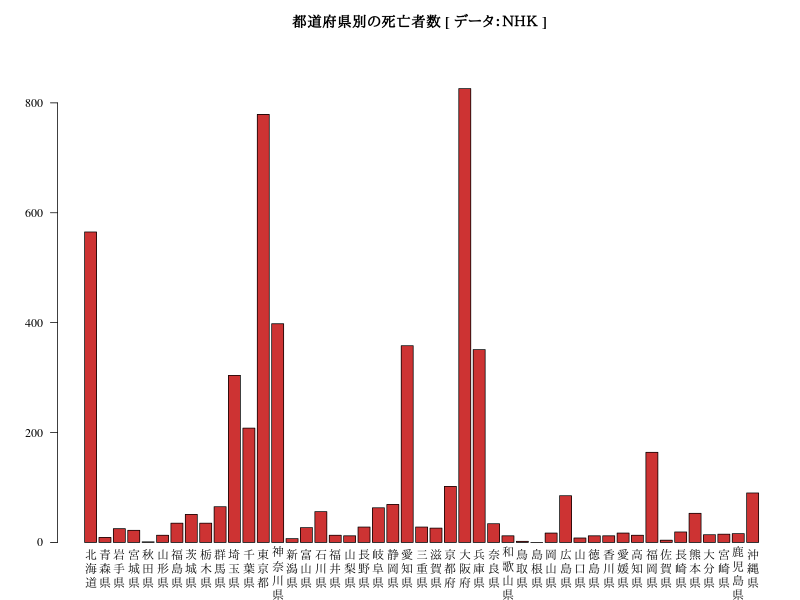 都道府県別の死亡者数 [ データ：NHK ]
800
600
400
200
0
北海道
青森県
岩手県
宮城県
秋田県
山形県
福島県
茨城県
栃木県
群馬県
埼玉県
千葉県
東京都
神奈川県
新潟県
富山県
石川県
福井県
山梨県
長野県
岐阜県
静岡県
愛知県
三重県
滋賀県
京都府
大阪府
兵庫県
奈良県
和歌山県
鳥取県
島根県
岡山県
広島県
山口県
徳島県
香川県
愛媛県
高知県
福岡県
佐賀県
長崎県
熊本県
大分県
宮崎県
鹿児島県
沖縄県